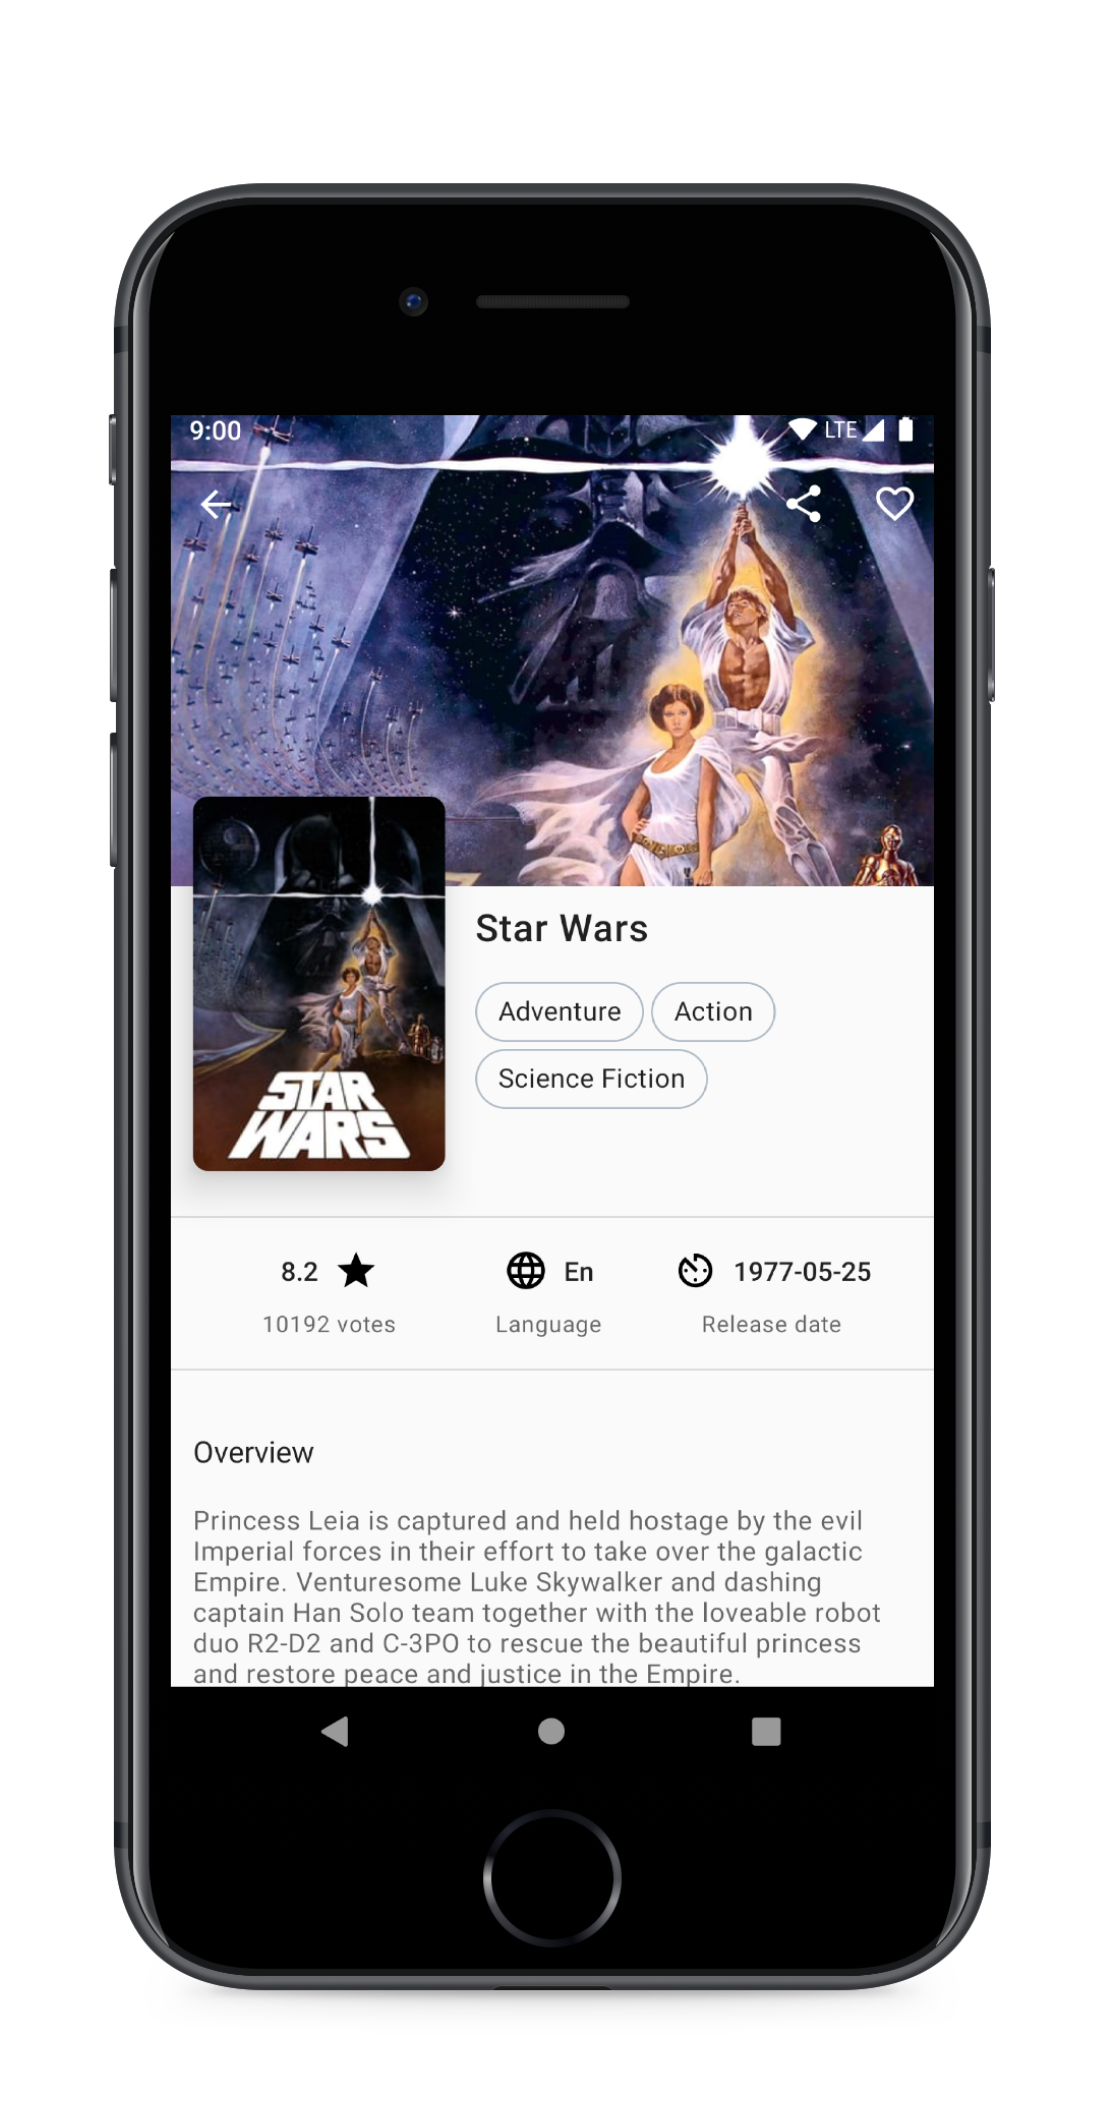 9:00 LTE
STAR
WARS
Star Wars
Adventure Action
Science Fiction
8.2 En 1977-05-25
10192 votes Language Release date
Overview
Princess Leia is captured and held hostage by the evil
Imperial forces in their effort to take over the galactic
Empire. Venturesome Luke Skywalker and dashing
captain Han Solo team together with the loveable robot
duo R2-D2 and C-3PO to rescue the beautiful princess
and restore peace and justice in the Empire.